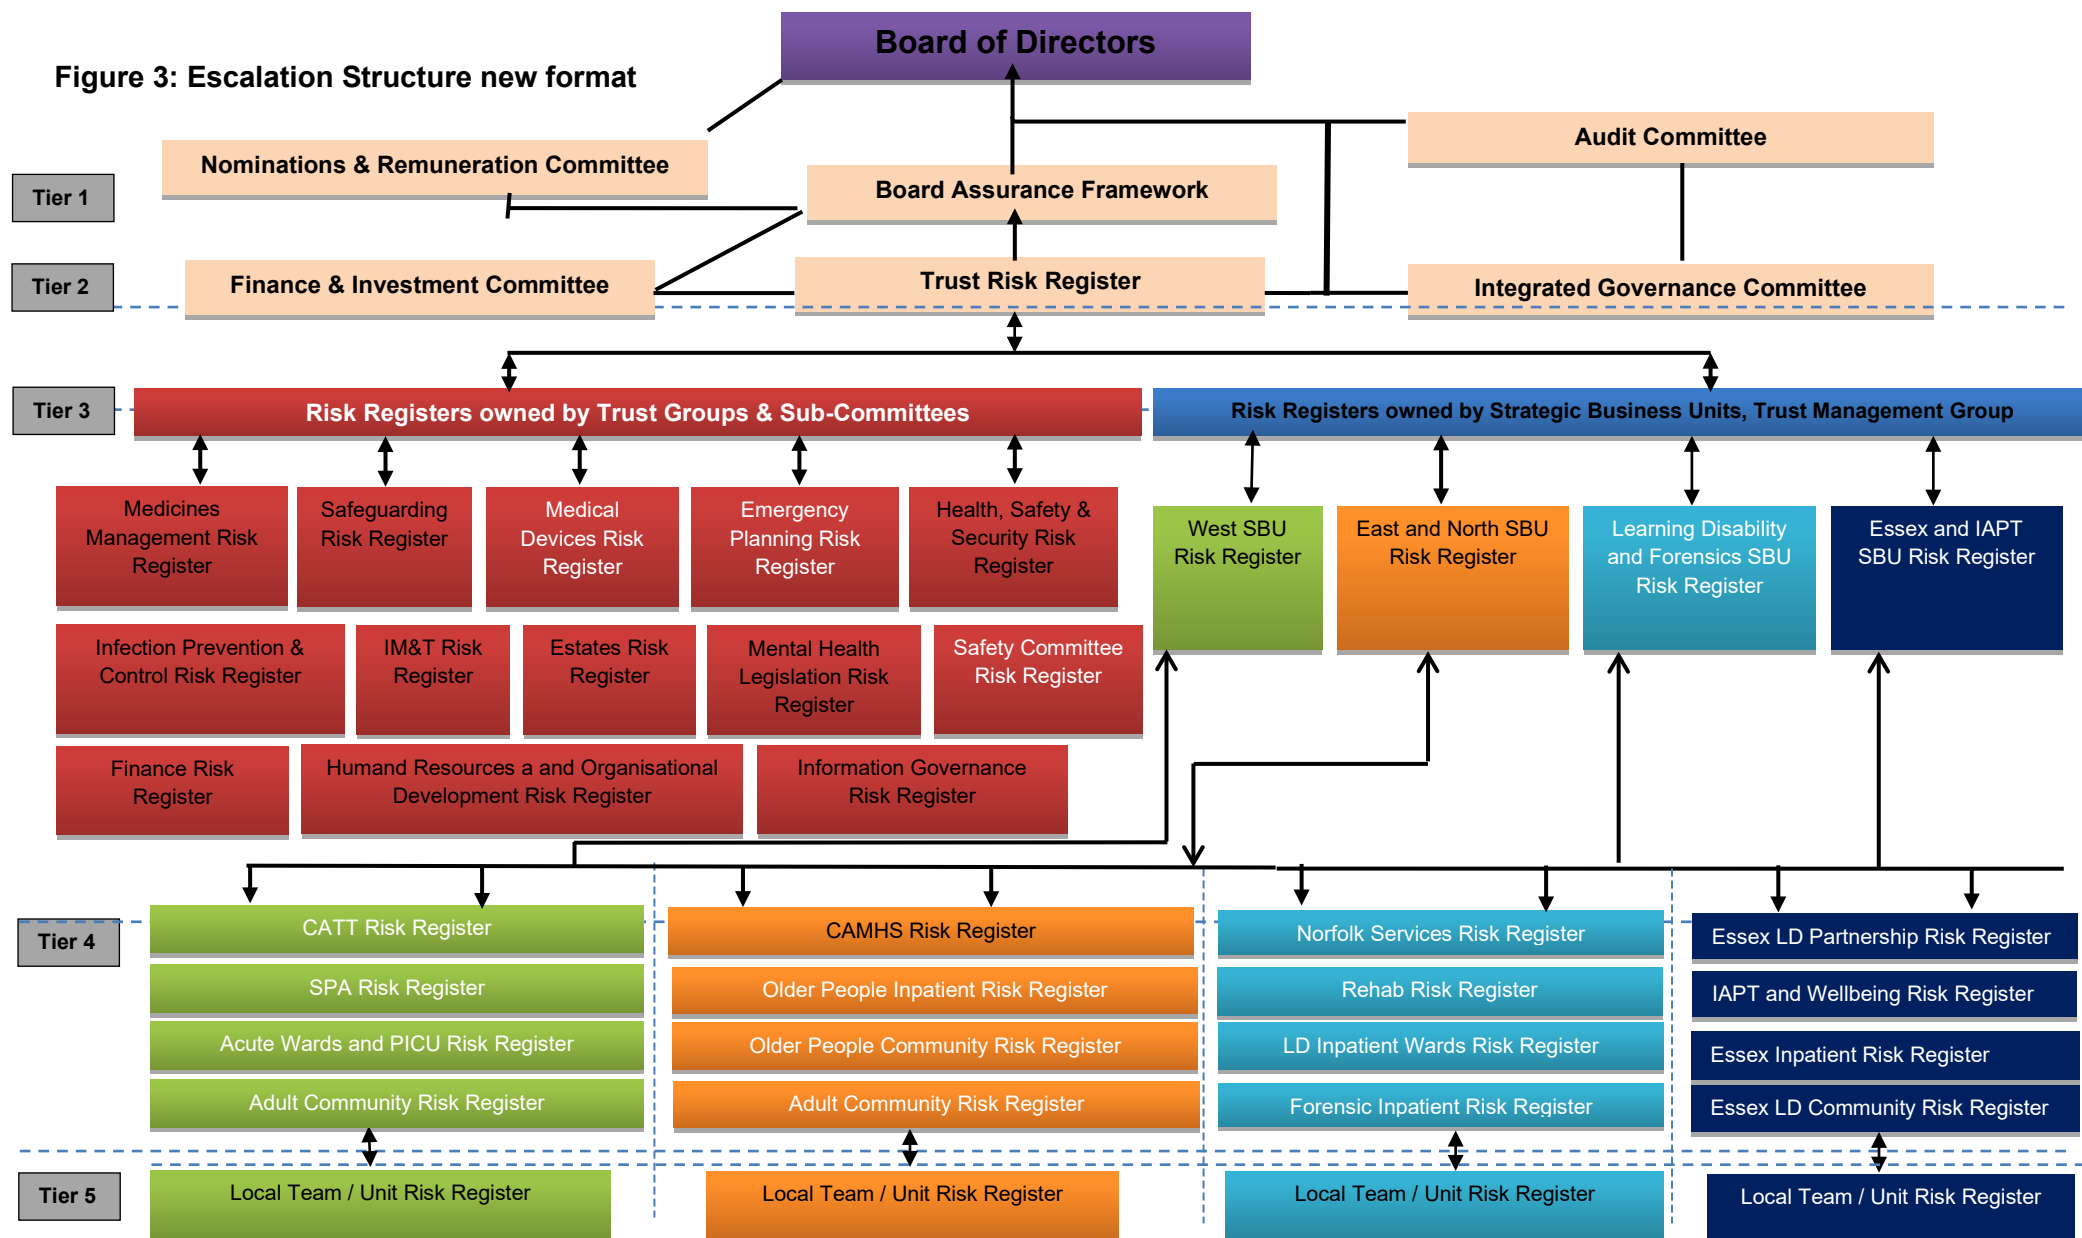 Board of Directors
Figure 3: Escalation Structure new format
Audit Committee
Nominations & Remuneration Committee
Tier 1
Board Assurance Framework
Tier 2
Finance & Investment Committee
Trust Risk Register
Integrated Governance Committee
Tier 3
Risk Registers owned by Trust Groups & Sub-Committees
Risk Registers owned by Strategic Business Units, Trust Management Group
Medicines
Management Risk
Register
Safeguarding
Risk Register
Medical
Devices Risk
Register
Emergency
Planning Risk
Register
Health, Safety &
Security Risk
Register
West SBU
Risk Register
East and North SBU
Risk Register
Learning Disability
and Forensics SBU
Risk Register
Essex and IAPT
SBU Risk Register
Infection Prevention &
Control Risk Register
IM&T Risk
Register
Estates Risk
Register
Mental Health
Legislation Risk
Register
Safety Committee
Risk Register
Finance Risk
Register
Humand Resources a and Organisational
Development Risk Register
Information Governance
Risk Register
Tier 4
CATT Risk Register
CAMHS Risk Register
Norfolk Services Risk Register
Essex LD Partnership Risk Register
SPA Risk Register
Older People Inpatient Risk Register
Rehab Risk Register
IAPT and Wellbeing Risk Register
Acute Wards and PICU Risk Register
Older People Community Risk Register
LD Inpatient Wards Risk Register
Essex Inpatient Risk Register
Adult Community Risk Register
Adult Community Risk Register
Forensic Inpatient Risk Register
Essex LD Community Risk Register
Tier 5
Local Team / Unit Risk Register
Local Team / Unit Risk Register
Local Team / Unit Risk Register
Local Team / Unit Risk Register